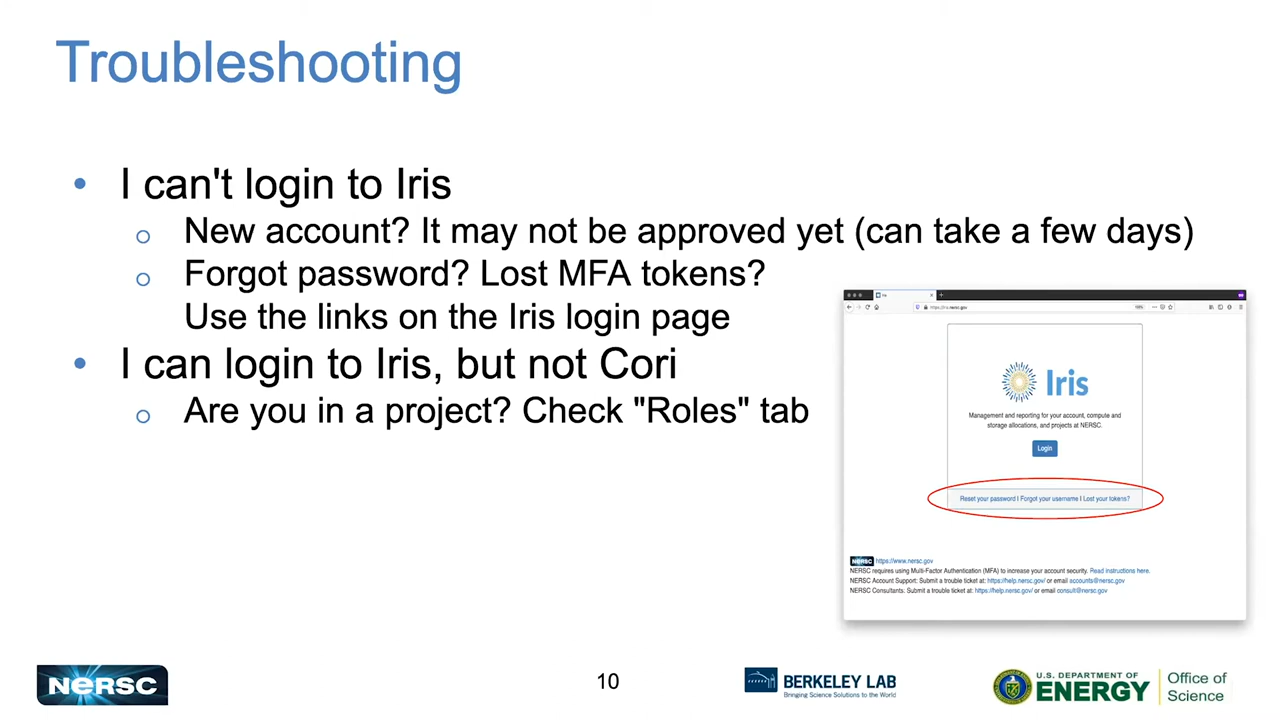 Troubleshooting
• I can't login to Iris
o New account? It may not be approved yet (can take a few days)
o Forgot password? Lost MFA tokens?
Use the links on the Iris login page
• I can login to Iris, but not Cori
o Are you in a project? Check "Roles" tab
Iris
https://iris.nersc.gov
Iris
Management and reporting for your account, compute and
storage allocations, and projects at NERSC.
Login
Reset your password | Forgot your username | Lost your tokens?
NERSC https://www.nersc.gov
NERSC requires using Multi-Factor Authentication (MFA) to increase your account security. Read instructions here.
NERSC Account Support: Submit a trouble ticket at: https://help.nersc.gov/ or email accounts@nersc.gov
NERSC Consultants. Submit a trouble ticket at: https://help.nersc.gov/ or email consult@nersc.gov
NERSC
10
BERKELEY LAB
Bringing Science Solutions to the World
U.S. DEPARTMENT OF
ENERGY
Office of
Science